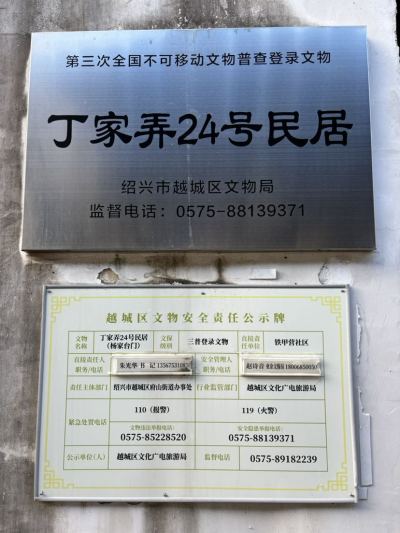 第三次全国不可移动文物普查登录文物
丁家弄24号民居
绍兴市越城区文物局
监督电话：0575-88139371
越城区文物安全责任公示牌
文物名称 丁家弄24号民居（杨家台门） 文保级别 三普登录文物 直接责任单位 铁甲营社区
直接责任人职务/电话 朱光华 书记 安全管理人职务/电话
责任主体部门 绍兴市越城区府山街道办事处 行业监管部门 越城区文化广电旅游局
紧急处置电话 110（报警） 119（火警）
文物违法举报电话 安全隐患举报电话
0575-85228520 0575-88139371
公示单位(人) 越城区文化广电旅游局 监督电话 0575-89182239